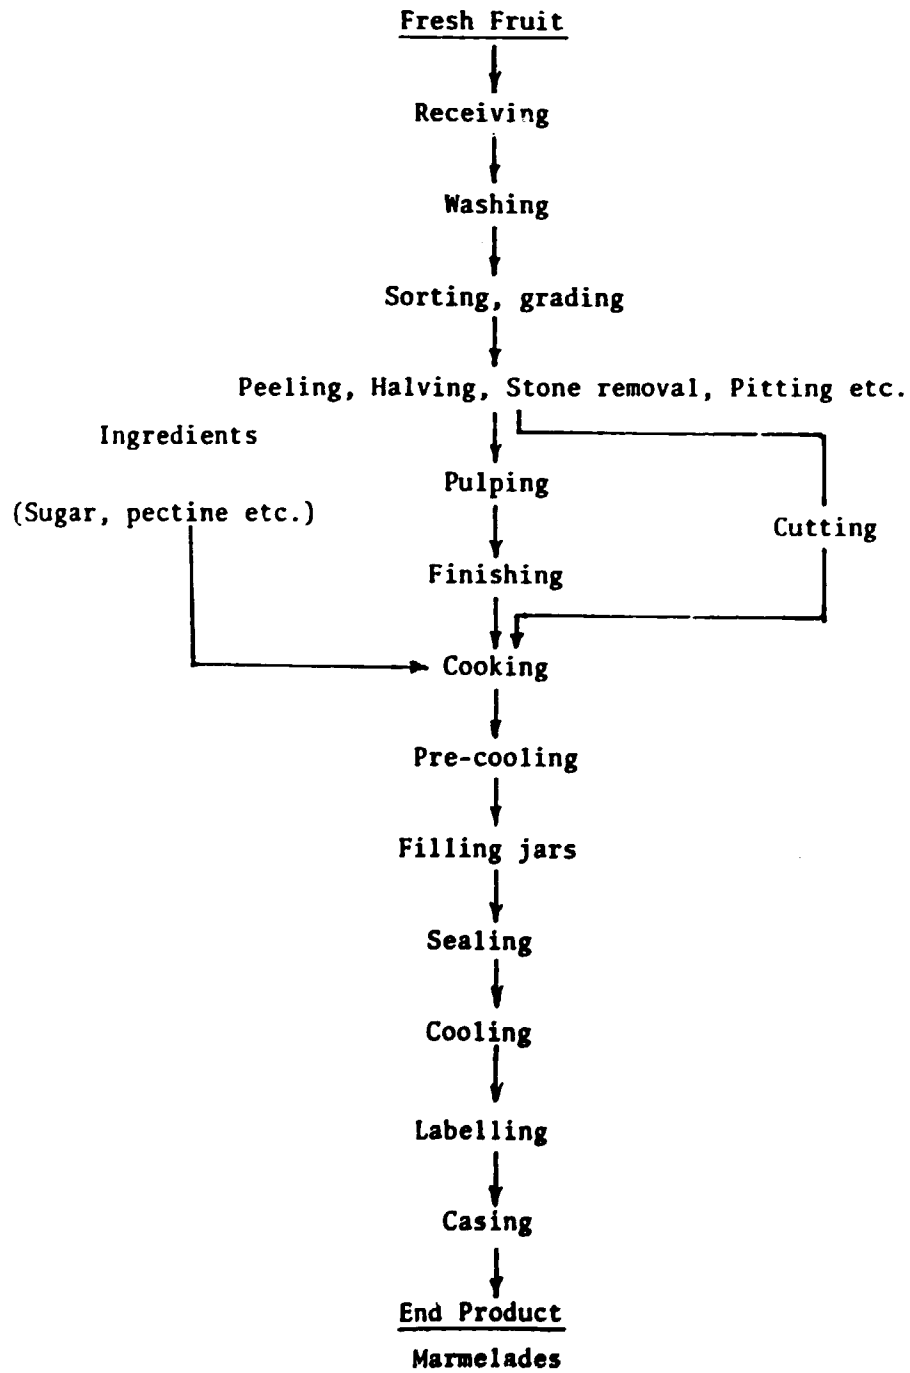 Fresh Fruit
Receiving
Washing
Sorting, grading
Peeling, Halving, Stone removal, Pitting etc.
Ingredients
Pulping
(Sugar, pectine etc.)
Cutting
Finishing
Cooking
Pre-cooling
Filling jars
Sealing
Cooling
Labelling
Casing
End Product
Marmelades